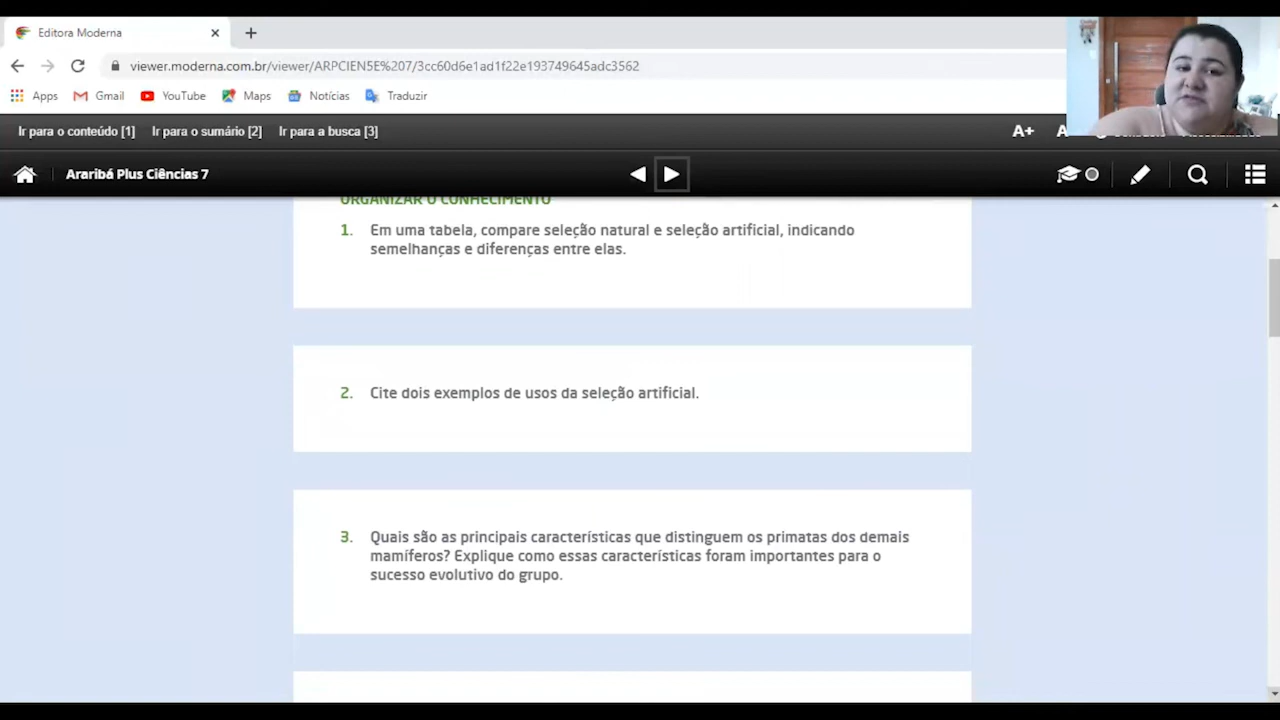 Editora Moderna
viewer.moderna.com.br/viewer/ARPCIEN5E%207/3cc60d6e1ad1f22e193749645adc3562
Apps Gmail YouTube Maps Notícias Traduzir
Ir para o conteúdo [1] Ir para o sumário [2] Ir para a busca [3] A+
Araribá Plus Ciências 7
ORGANIZAR O CONHECIMENTO
1. Em uma tabela, compare seleção natural e seleção artificial, indicando
semelhanças e diferenças entre elas.
2. Cite dois exemplos de usos da seleção artificial.
3. Quais são as principais características que distinguem os primatas dos demais
mamíferos? Explique como essas características foram importantes para o
sucesso evolutivo do grupo.